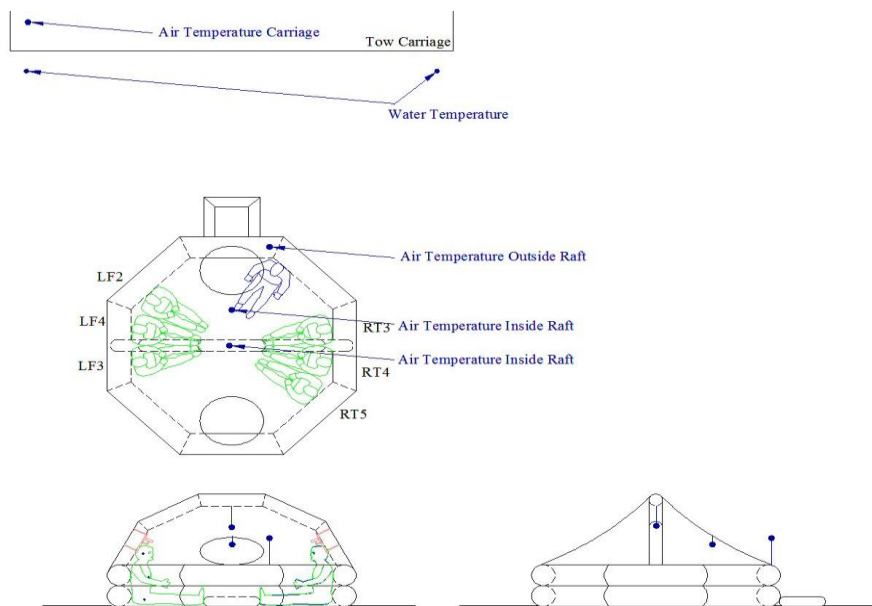 Air Temperature Carriage
Tow Carriage
Water Temperature
Air Temperature Outside Raft
LF2
LF4
RT3
Air Temperature Inside Raft
Air Temperature Inside Raft
LF3
RT4
RT5